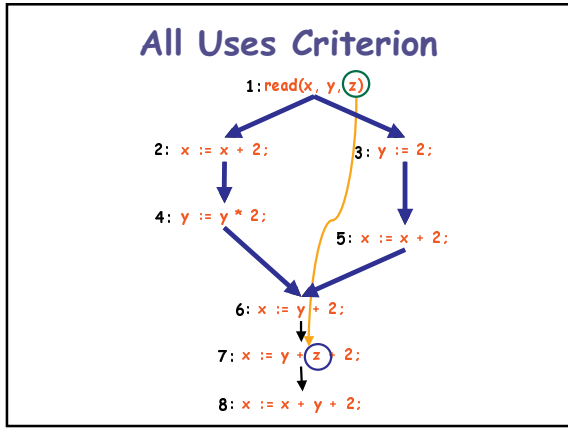 All Uses Criterion
1: read(x, y, z)
2: x := x + 2;
3: y := 2;
4: y := y * 2;
5: x := x + 2;
6: x := y + 2;
7: x := y + z + 2;
8: x := x + y + 2;